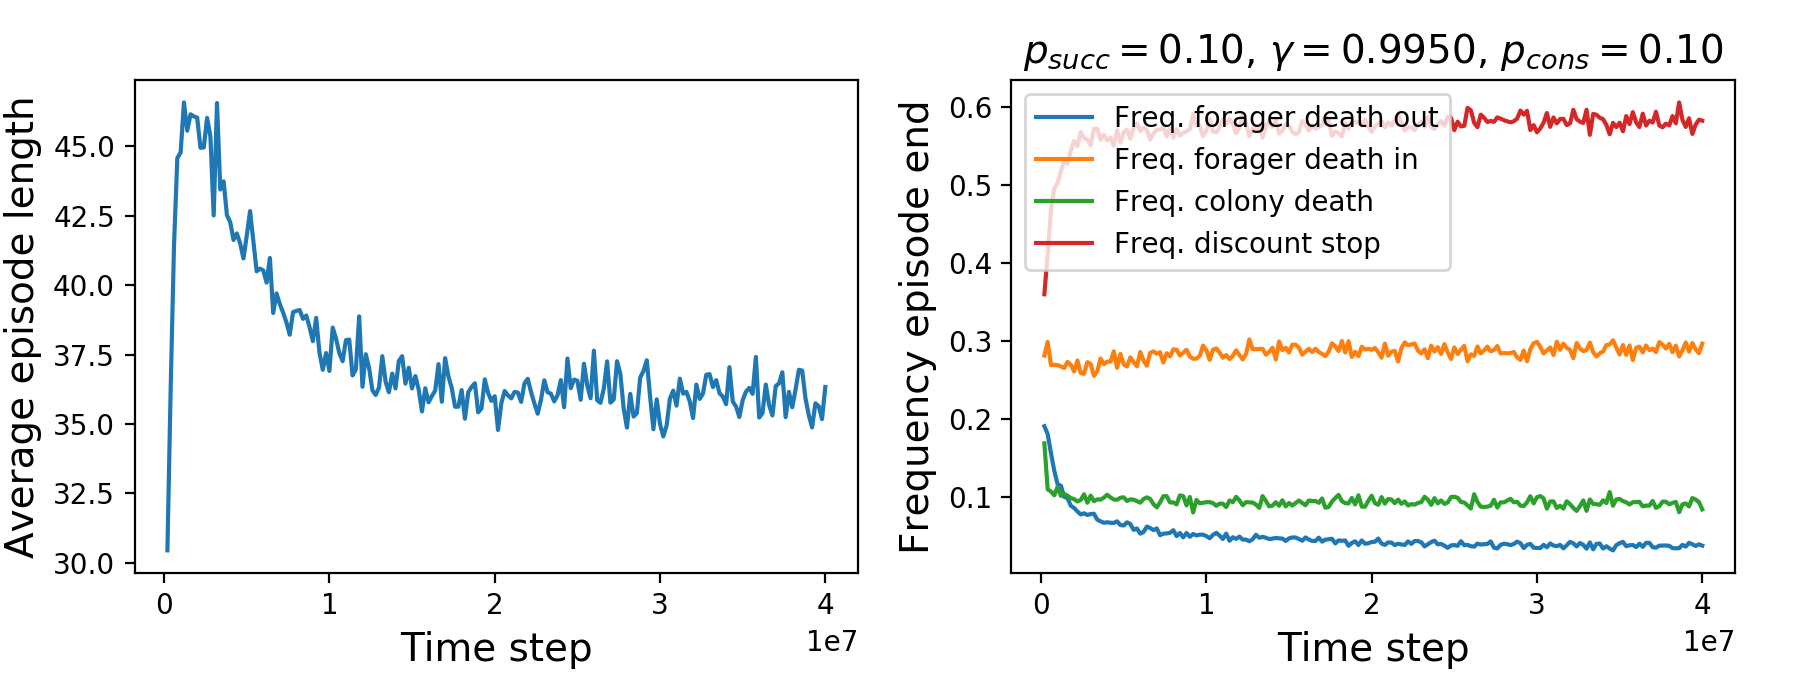 Average episode length
45.0
42.5
40.0
37.5
35.0
32.5
30.0
0 1 2 3 4
1e7
Time step
p_succ = 0.10, γ = 0.9950, p_cons = 0.10
Frequency episode end
0.6
0.5
0.4
0.3
0.2
0.1
Freq. forager death out
Freq. forager death in
Freq. colony death
Freq. discount stop
0 1 2 3 4
1e7
Time step